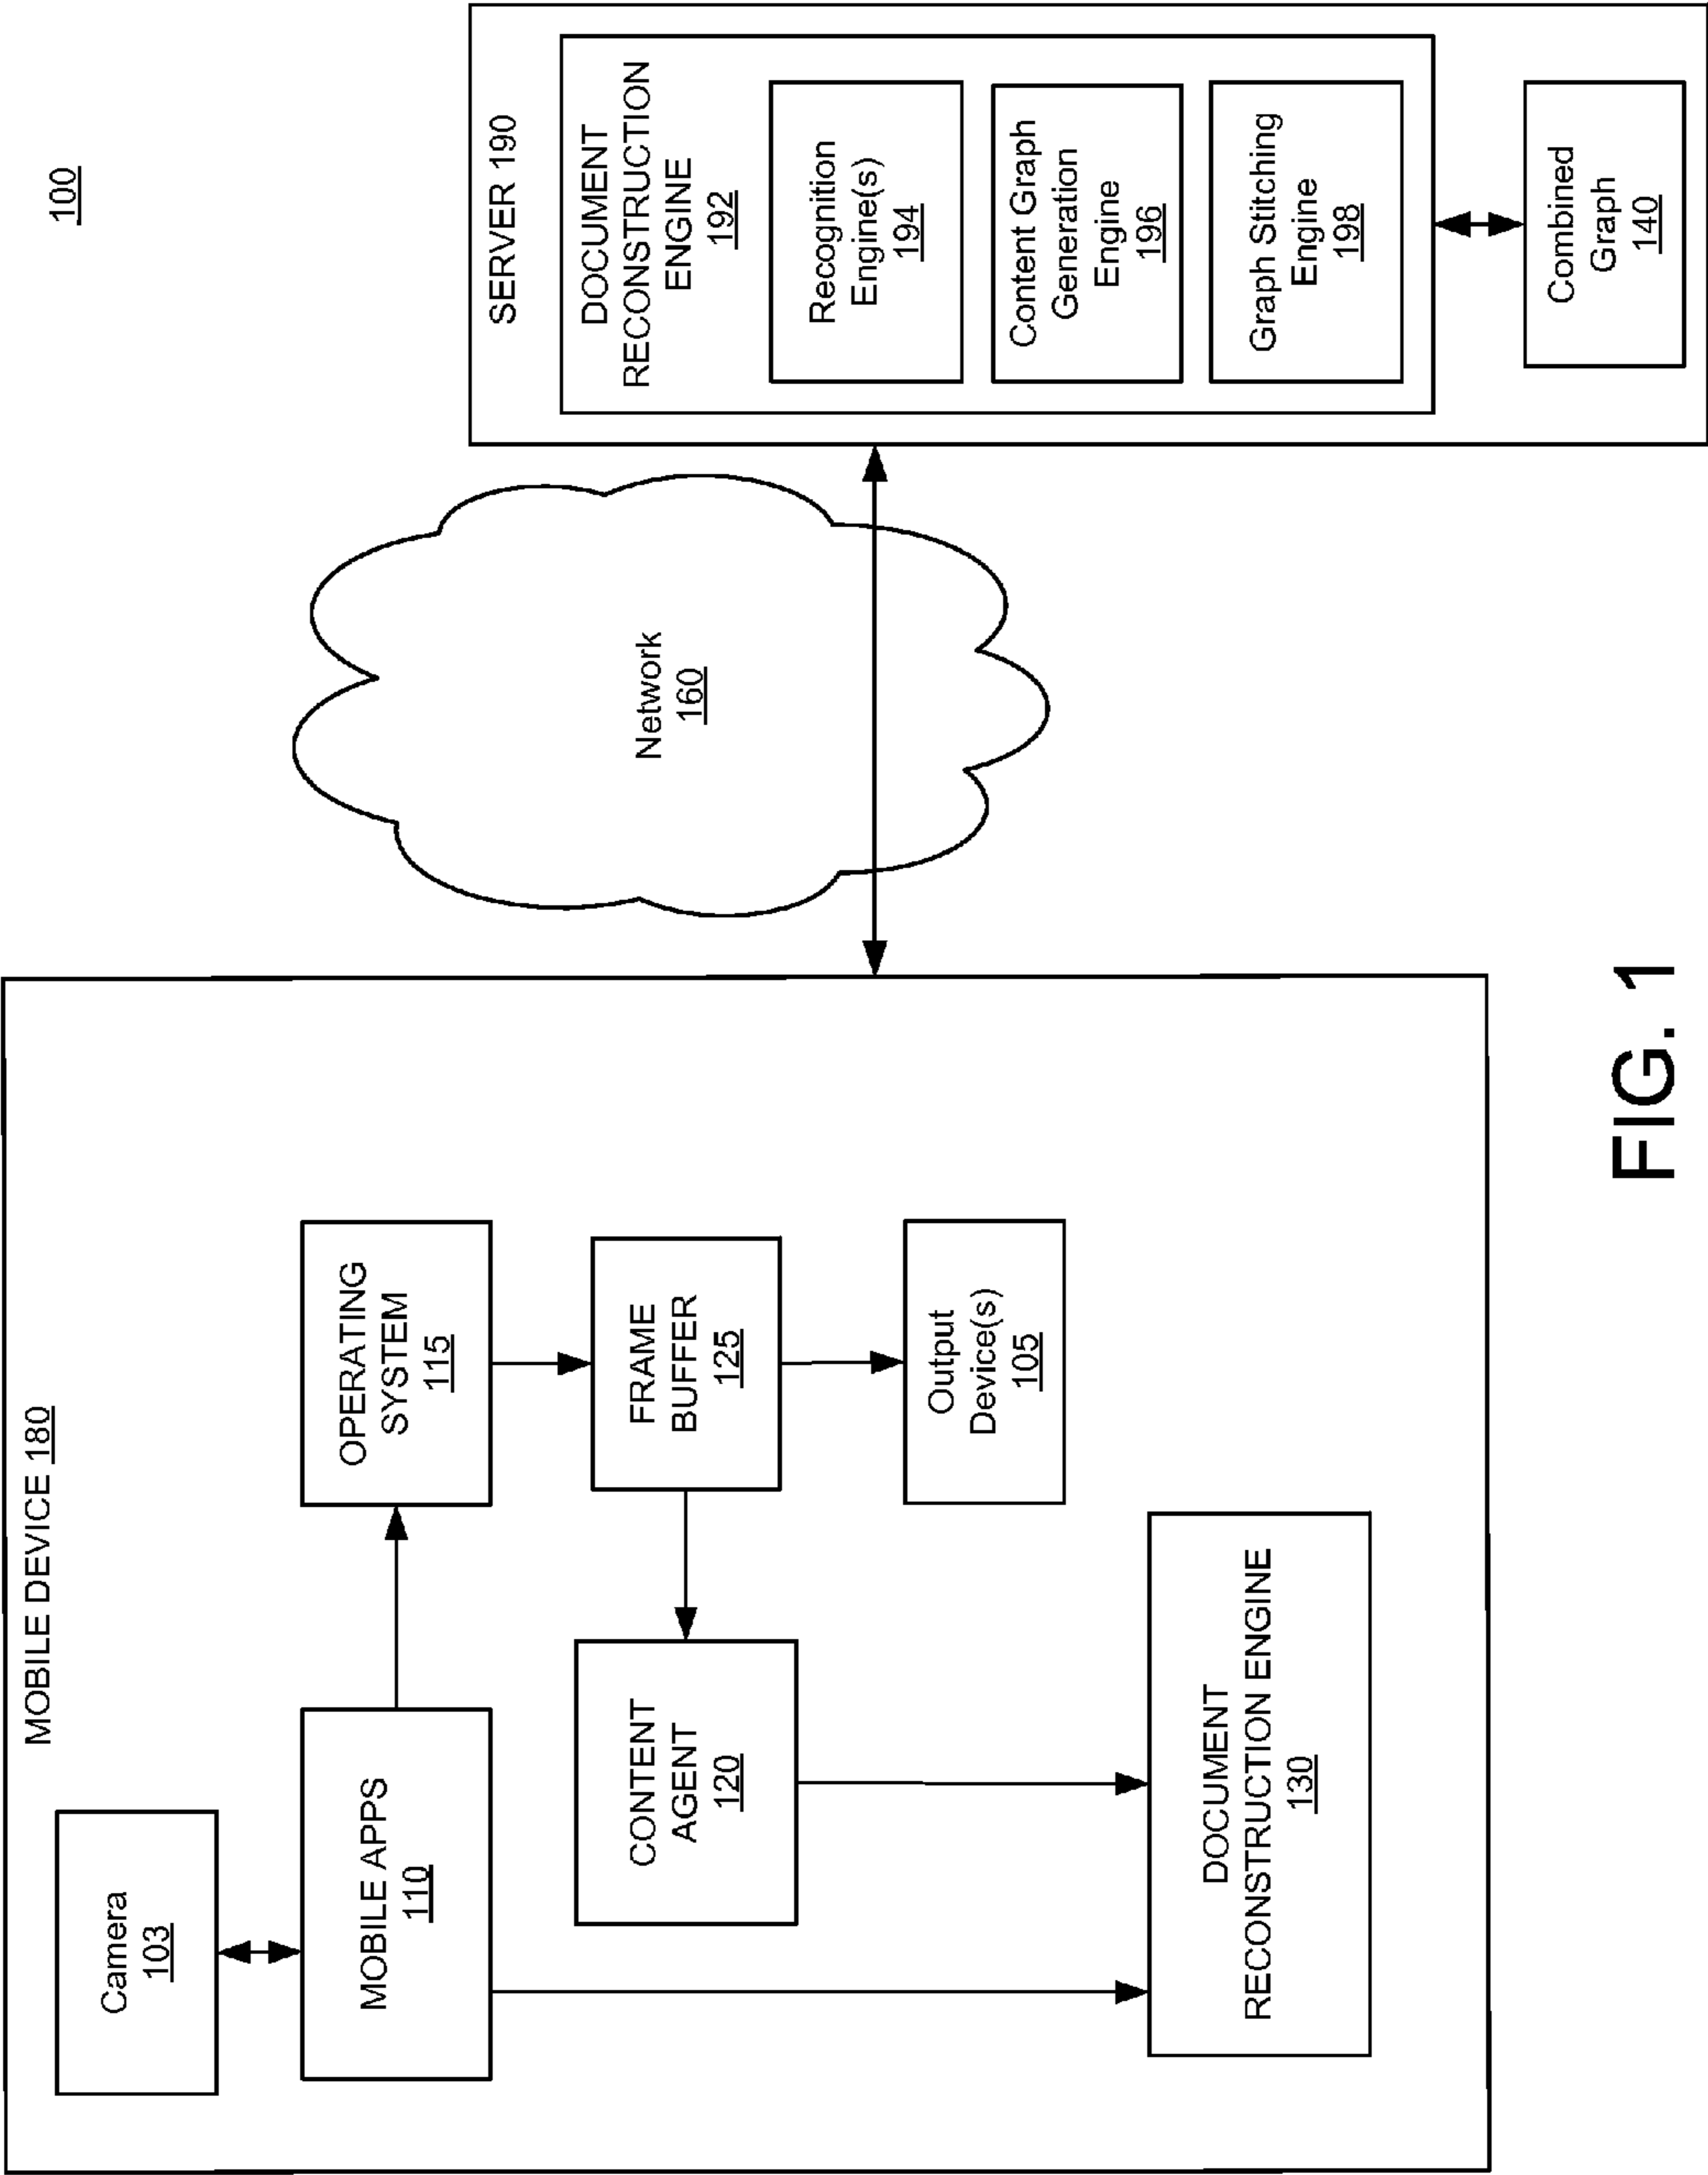 100
MOBILE DEVICE 180
Camera
103
MOBILE APPS
110
OPERATING
SYSTEM
115
CONTENT
AGENT
120
FRAME
BUFFER
125
Output
Device(s)
105
DOCUMENT
RECONSTRUCTION ENGINE
130
Network
160
SERVER 190
DOCUMENT
RECONSTRUCTION
ENGINE
192
Recognition
Engine(s)
194
Content Graph
Generation
Engine
196
Graph Stitching
Engine
198
Combined
Graph
140
FIG. 1